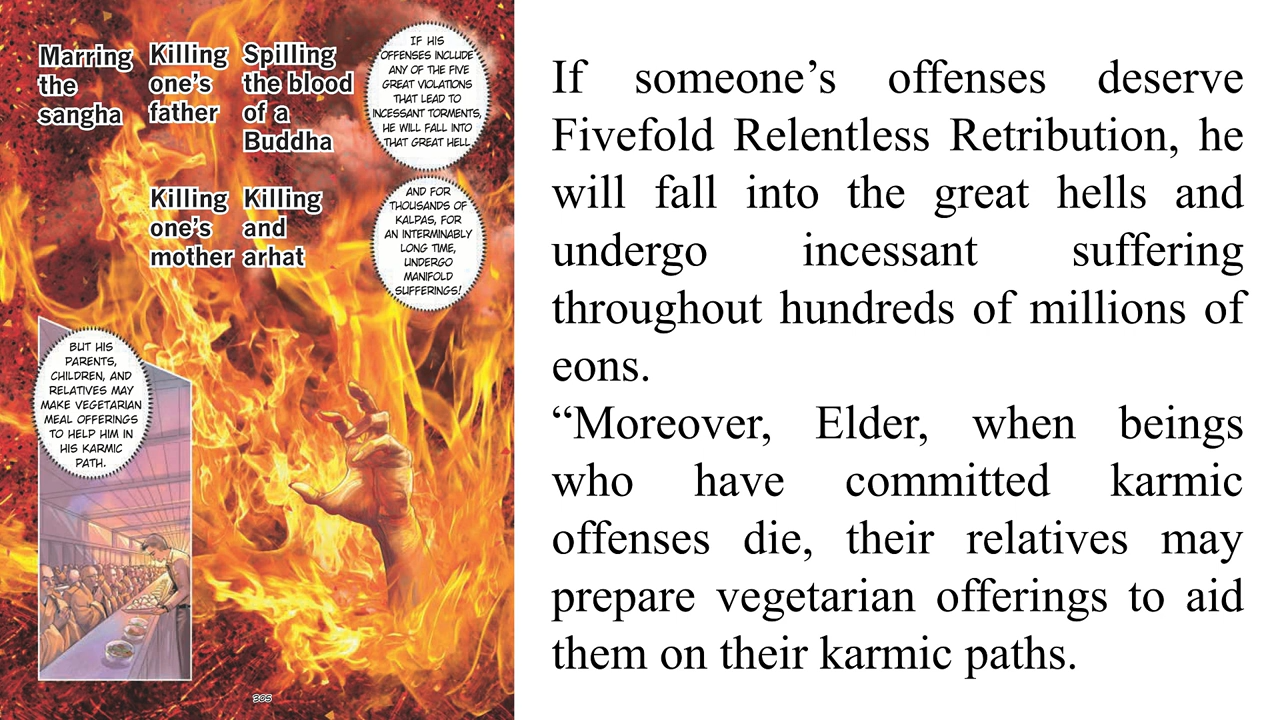 Marring
the
sangha
Killing
one's
father
Spilling
the blood
of a
Buddha
IF HIS
OFFENSES INCLUDE
ANY OF THE FIVE
GREAT VIOLATIONS
THAT LEAD TO
INCESSANT TORMENTS,
HE WILL FALL INTO
THAT GREAT HELL
Killing
one's
mother
Killing
and
arhat
AND FOR
THOUSANDS OF
KALPAS, FOR
AN INTERMINABLY
LONG TIME,
UNDERGO
MANIFOLD
SUFFERINGS!
BUT HIS
PARENTS,
CHILDREN, AND
RELATIVES MAY
MAKE VEGETARIAN
MEAL OFFERINGS
TO HELP HIM IN
HIS KARMIC
PATH.
305
If someone’s offenses deserve
Fivefold Relentless Retribution, he
will fall into the great hells and
undergo incessant suffering
throughout hundreds of millions of
eons.
“Moreover, Elder, when beings
who have committed karmic
offenses die, their relatives may
prepare vegetarian offerings to aid
them on their karmic paths.